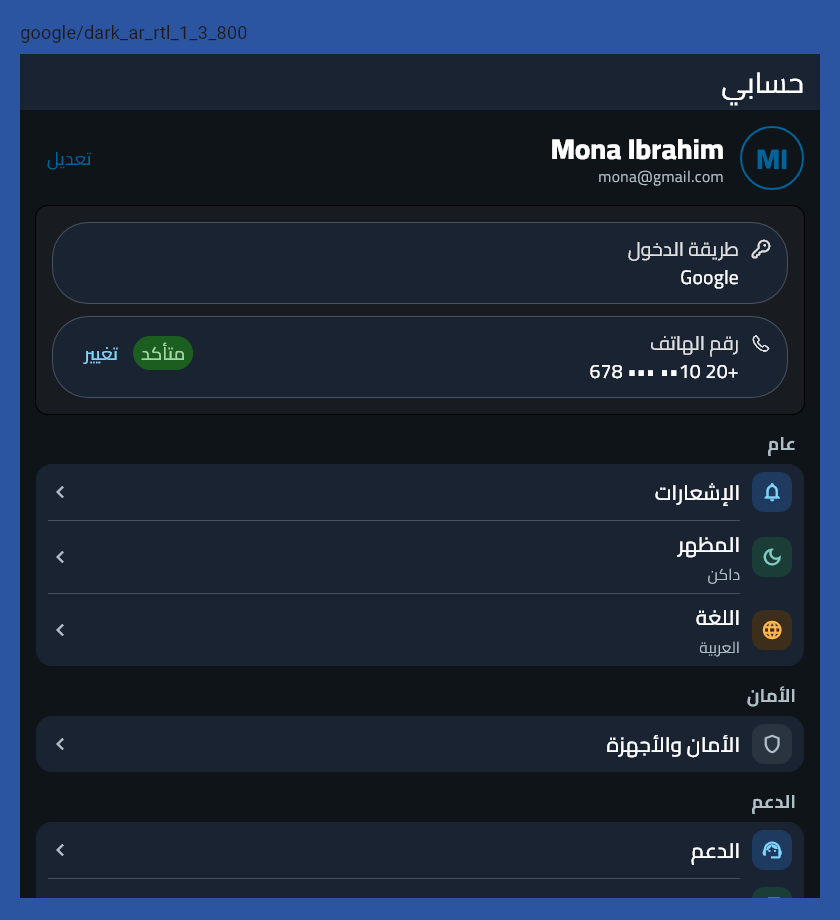 google/dark_ar_rtl_1_3_800
حسابي
MI
Mona Ibrahim
mona@gmail.com
تعديل
طريقة الدخول
Google
رقم الهاتف
+20 10•• ••• 678
متأكد
تغيير
عام
الإشعارات
المظهر
داكن
اللغة
العربية
الأمان
الأمان والأجهزة
الدعم
الدعم